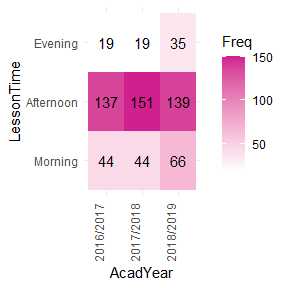 LessonTime
Evening 19 19 35
Afternoon 137 151 139
Morning 44 44 66
2016/2017
2017/2018
2018/2019
AcadYear
Freq
150
100
50